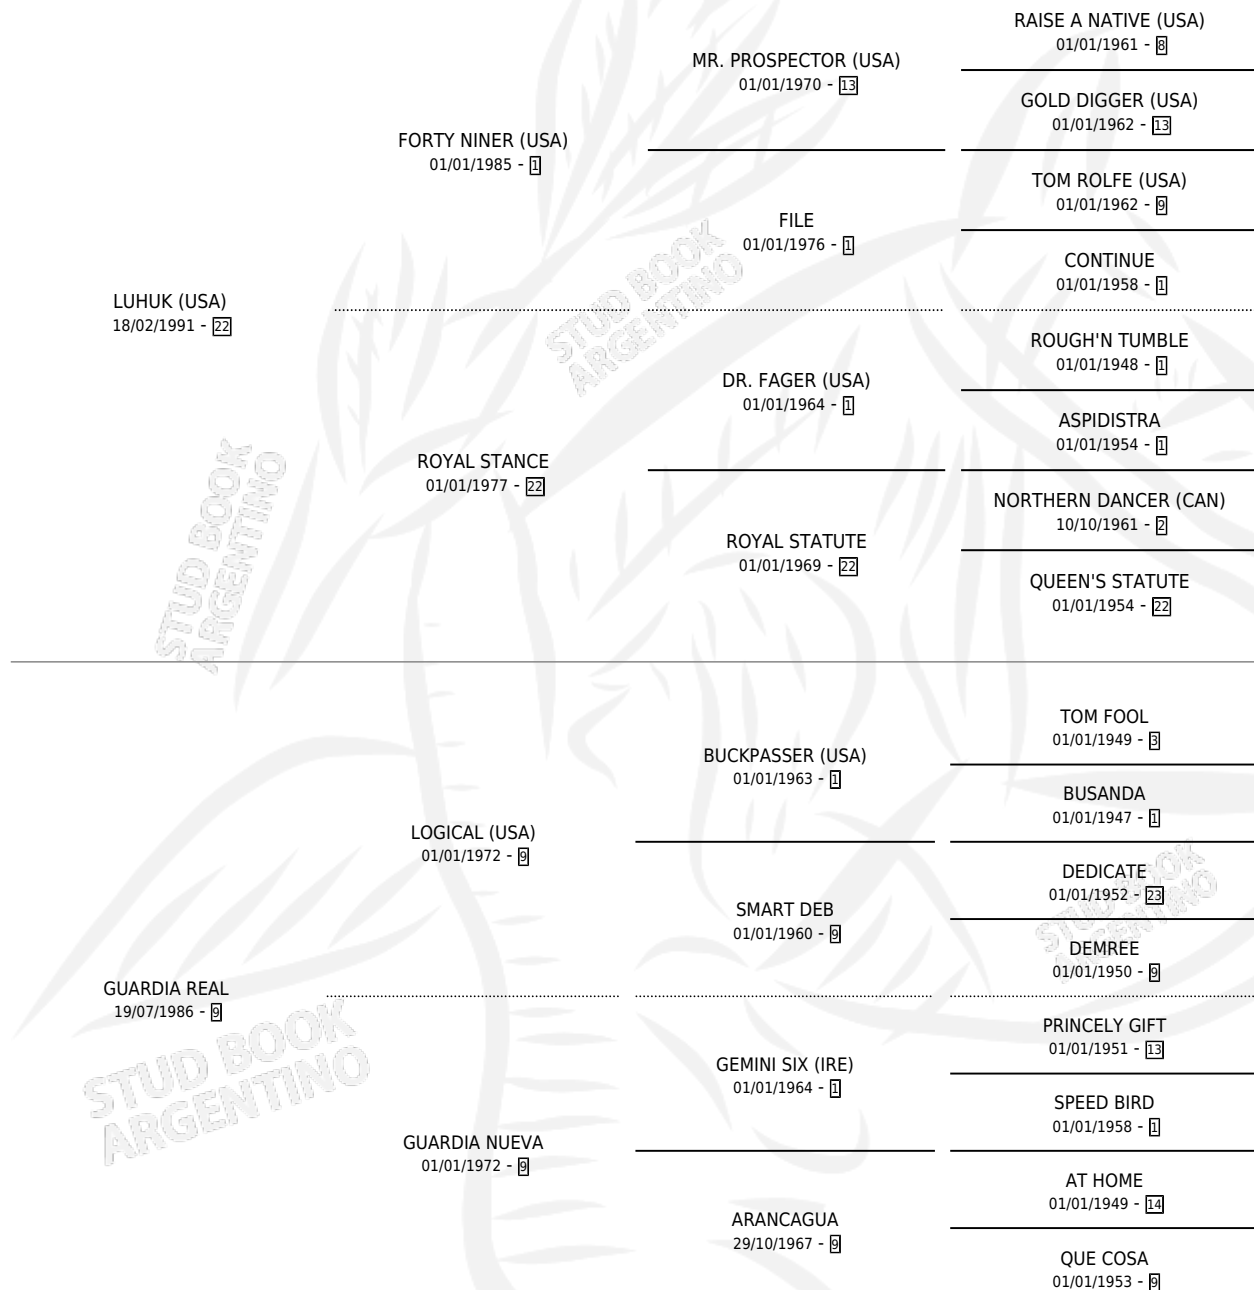 RAISE A NATIVE (USA)
01/01/1961 - 8
MR. PROSPECTOR (USA)
01/01/1970 - 13
GOLD DIGGER (USA)
01/01/1962 - 13
FORTY NINER (USA)
01/01/1985 - 1
TOM ROLFE (USA)
01/01/1962 - 9
FILE
01/01/1976 - 1
CONTINUE
01/01/1958 - 1
LUHUK (USA)
18/02/1991 - 22
STUD BOOK
ARGENTINO
ROUGH'N TUMBLE
01/01/1948 - 1
DR. FAGER (USA)
01/01/1964 - 1
ASPIDISTRA
01/01/1954 - 1
ROYAL STANCE
01/01/1977 - 22
NORTHERN DANCER (CAN)
10/10/1961 - 2
ROYAL STATUTE
01/01/1969 - 22
QUEEN'S STATUTE
01/01/1954 - 22
STUD BOOK
ARGENTINO
TOM FOOL
01/01/1949 - 3
BUCKPASSER (USA)
01/01/1963 - 1
BUSANDA
01/01/1947 - 1
LOGICAL (USA)
01/01/1972 - 9
DEDICATE
01/01/1952 - 23
SMART DEB
01/01/1960 - 9
DEMREE
01/01/1950 - 9
STUD BOOK
ARGENTINO
GUARDIA REAL
19/07/1986 - 9
PRINCELY GIFT
01/01/1951 - 13
GEMINI SIX (IRE)
01/01/1964 - 1
SPEED BIRD
01/01/1958 - 1
STUD BOOK
ARGENTINO
GUARDIA NUEVA
01/01/1972 - 9
AT HOME
01/01/1949 - 14
ARANCAGUA
29/10/1967 - 9
QUE COSA
01/01/1953 - 9